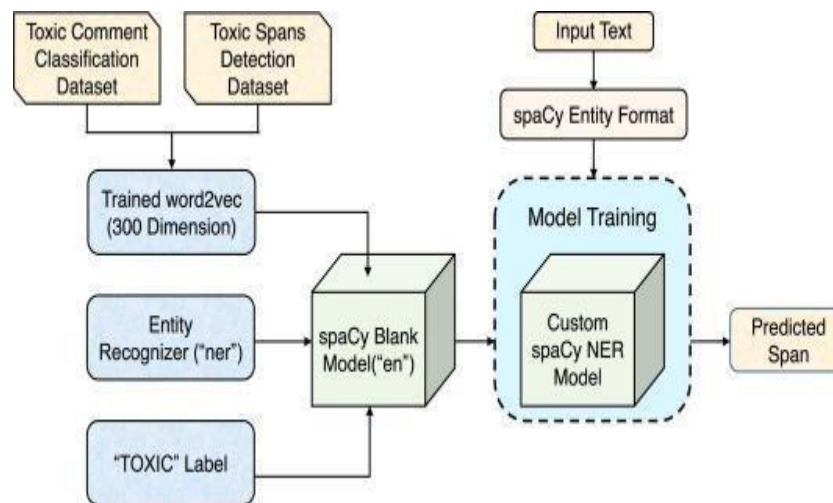 Toxic Comment
Classification
Dataset
Toxic Spans
Detection
Dataset
Input Text
spaCy Entity Format
Trained word2vec
(300 Dimension)
Model Training
Entity
Recognizer (“ner”)
spaCy Blank
Model(“en”)
Custom
spaCy NER
Model
Predicted
Span
“TOXIC” Label